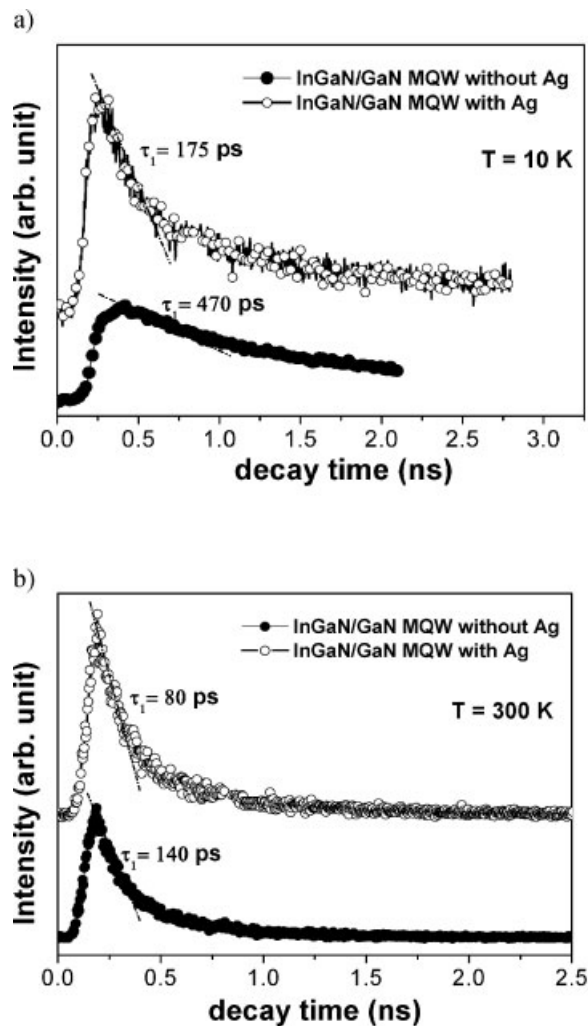 a)
InGaN/GaN MQW without Ag
InGaN/GaN MQW with Ag
τ₁= 175 ps
T = 10 K
τ₁= 470 ps
Intensity (arb. unit)
0.0 0.5 1.0 1.5 2.0 2.5 3.0
decay time (ns)
b)
InGaN/GaN MQW without Ag
InGaN/GaN MQW with Ag
τ₁= 80 ps
T = 300 K
τ₁= 140 ps
Intensity (arb. unit)
0.0 0.5 1.0 1.5 2.0 2.5
decay time (ns)